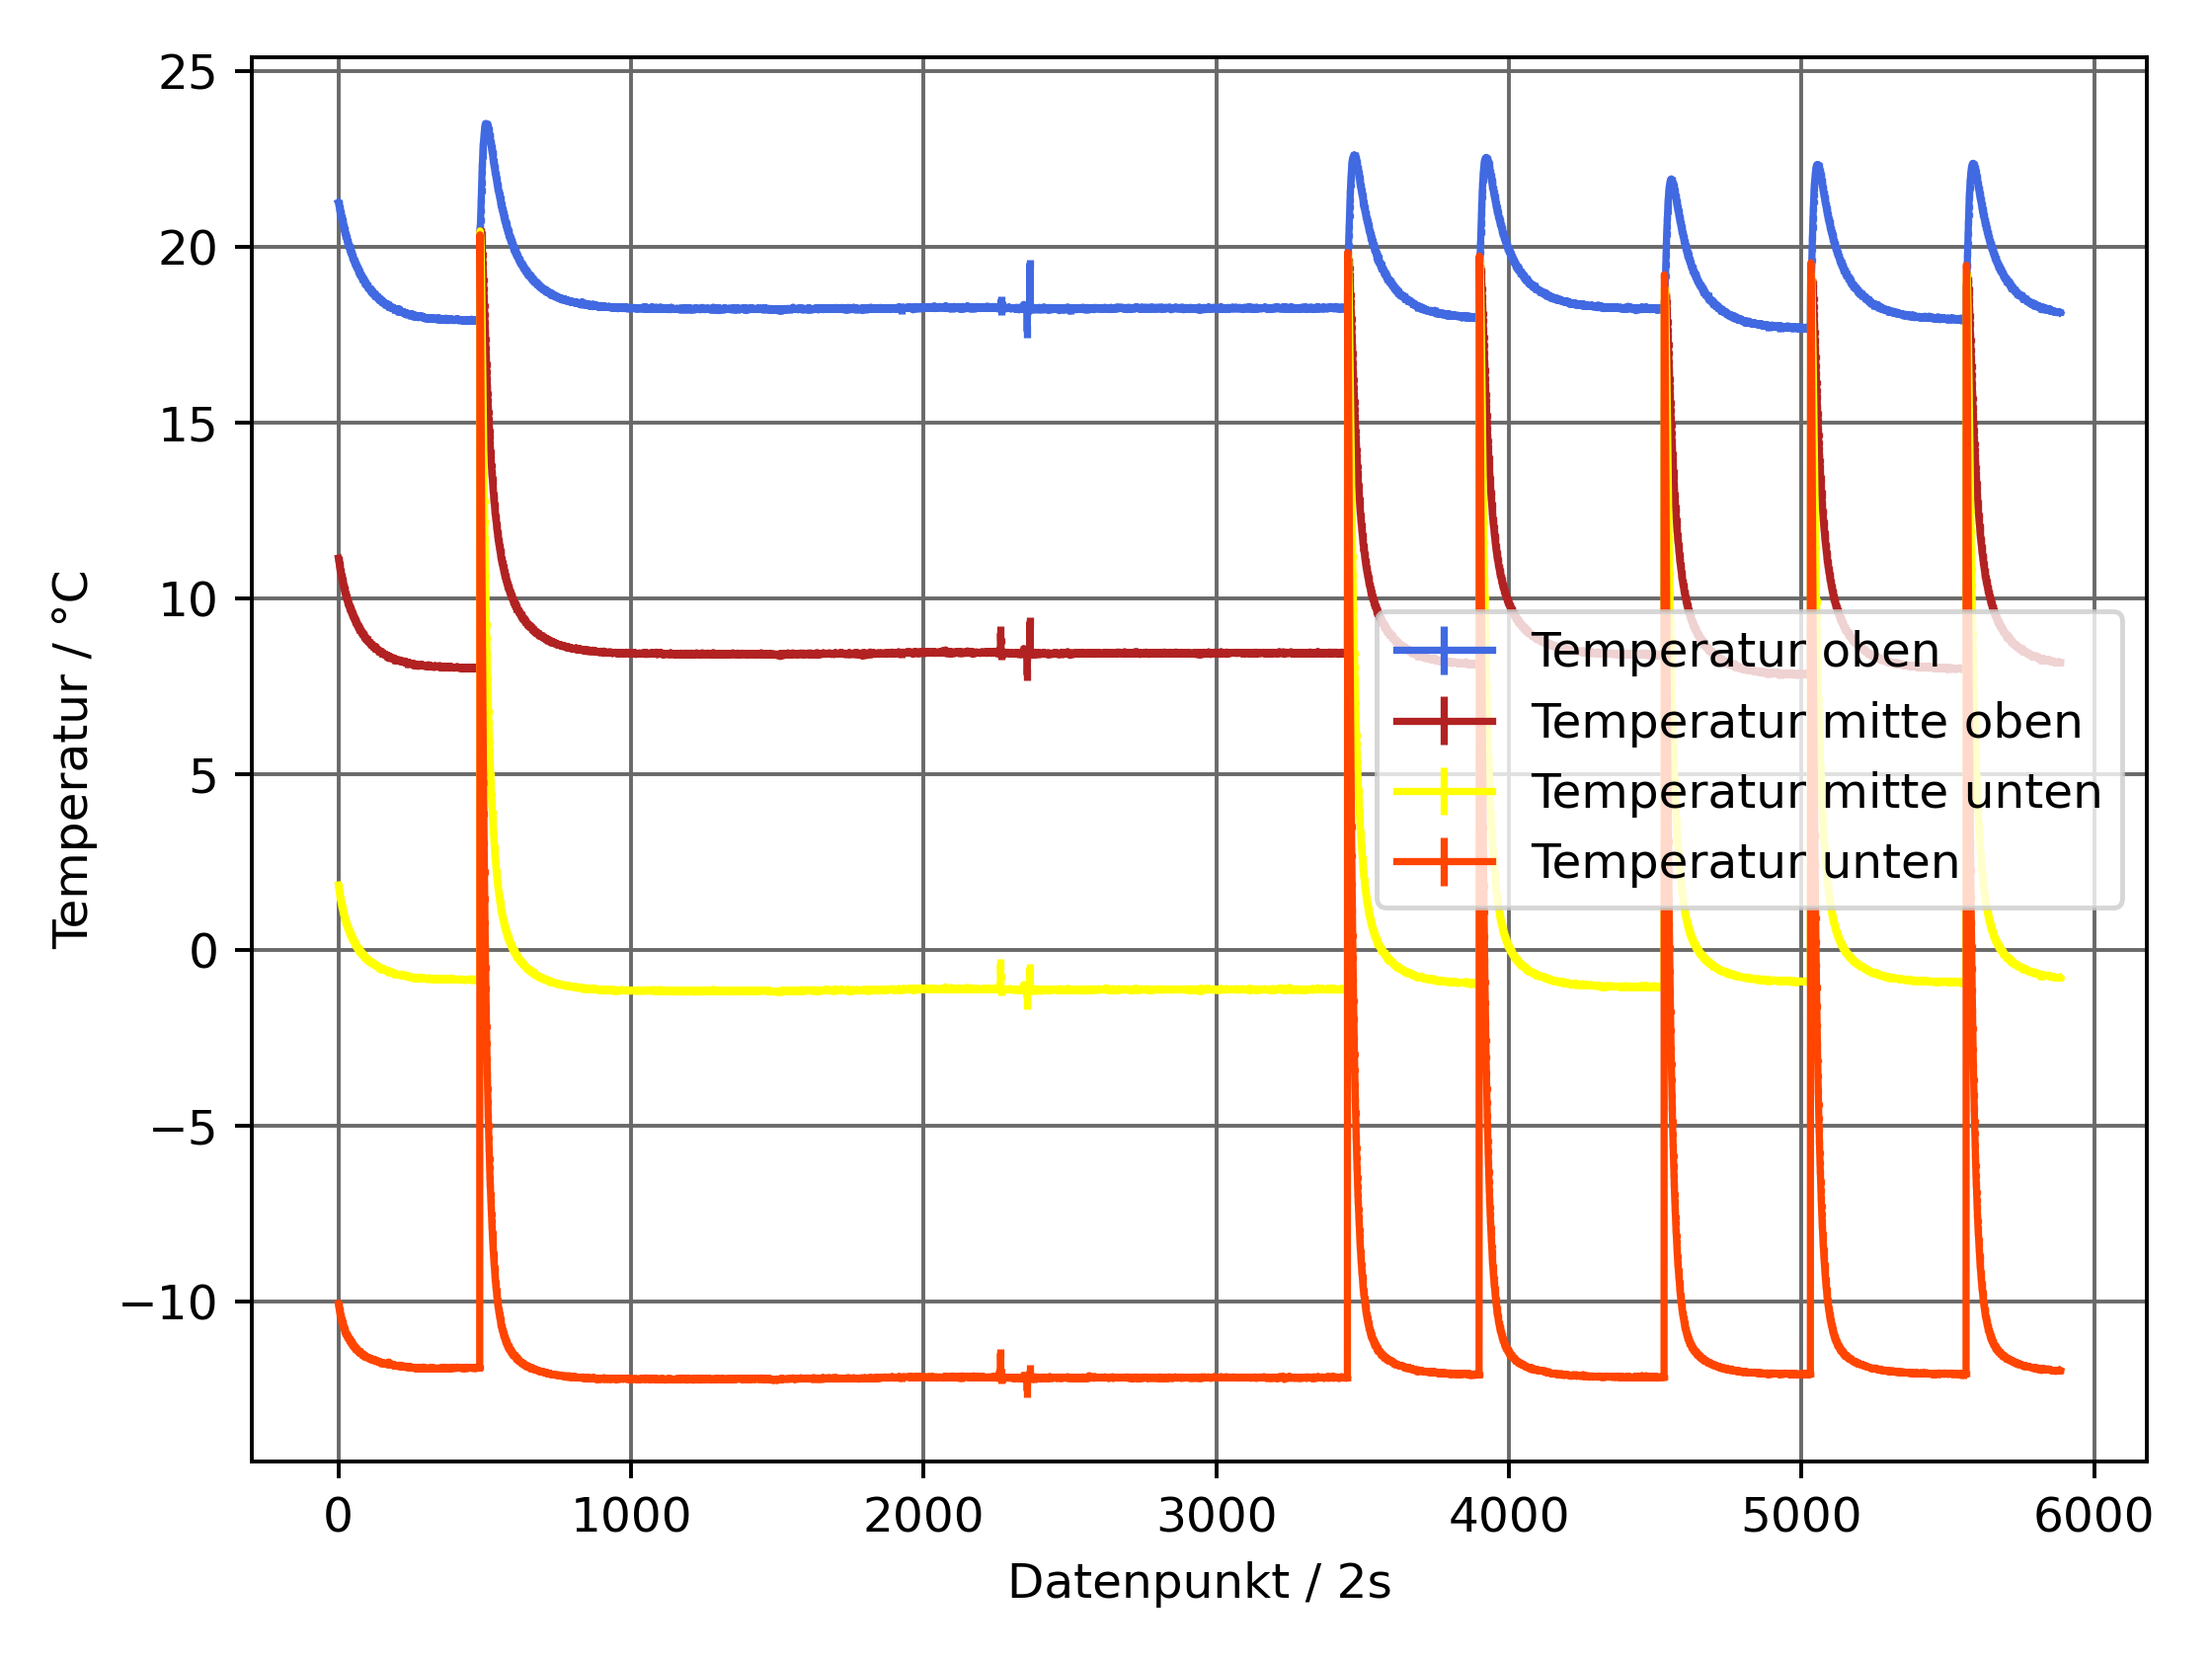 25
20
15
10
5
0
−5
−10
Temperatur / °C
Temperatur oben
Temperatur mitte oben
Temperatur mitte unten
Temperatur unten
0 1000 2000 3000 4000 5000 6000
Datenpunkt / 2s